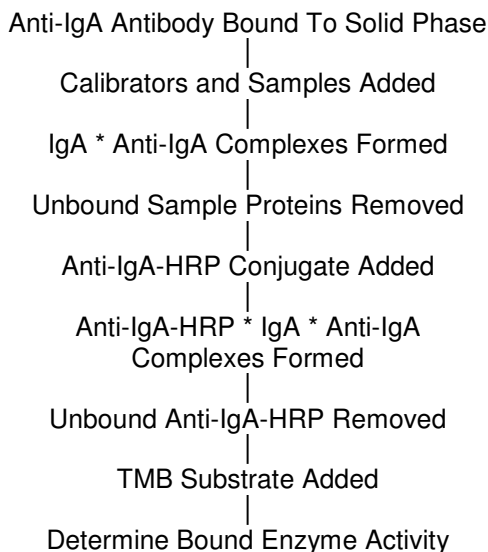 Anti-IgA Antibody Bound To Solid Phase
Calibrators and Samples Added
IgA * Anti-IgA Complexes Formed
Unbound Sample Proteins Removed
Anti-IgA-HRP Conjugate Added
Anti-IgA-HRP * IgA * Anti-IgA
Complexes Formed
Unbound Anti-IgA-HRP Removed
TMB Substrate Added
Determine Bound Enzyme Activity